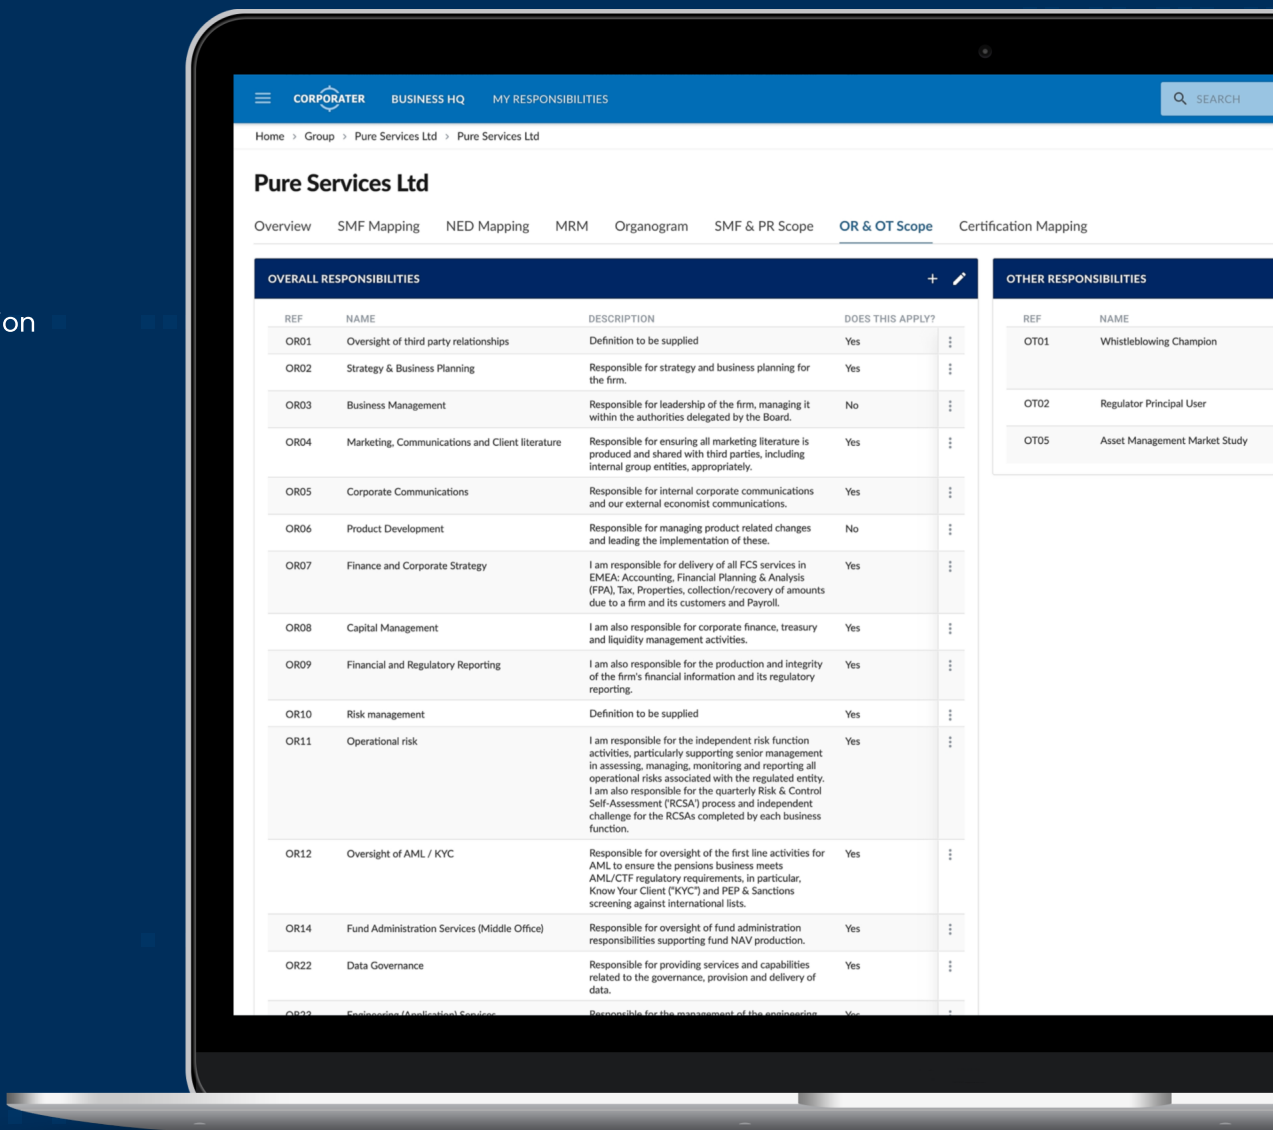 on
CORPORATER
BUSINESS HQ
MY RESPONSIBILITIES
SEARCH
Home > Group > Pure Services Ltd > Pure Services Ltd
Pure Services Ltd
Overview SMF Mapping NED Mapping MRM Organogram SMF & PR Scope OR & OT Scope Certification Mapping
OVERALL RESPONSIBILITIES
REF NAME DESCRIPTION DOES THIS APPLY?
OR01 Oversight of third party relationships Definition to be supplied Yes
OR02 Strategy & Business Planning Responsible for strategy and business planning for Yes
the firm.
OR03 Business Management Responsible for leadership of the firm, managing it No
within the authorities delegated by the Board.
OR04 Marketing, Communications and Client literature Responsible for ensuring all marketing literature is Yes
produced and shared with third parties, including
internal group entities, appropriately.
OR05 Corporate Communications Responsible for internal corporate communications Yes
and our external economist communications.
OR06 Product Development Responsible for managing product related changes No
and leading the implementation of these.
OR07 Finance and Corporate Strategy I am responsible for delivery of all FCS services in Yes
EMEA: Accounting, Financial Planning & Analysis
(FPA), Tax, Properties, collection/recovery of amounts
due to a firm and its customers and Payroll.
OR08 Capital Management I am also responsible for corporate finance, treasury Yes
and liquidity management activities.
OR09 Financial and Regulatory Reporting I am also responsible for the production and integrity Yes
of the firm's financial information and its regulatory
reporting.
OR10 Risk management Definition to be supplied Yes
OR11 Operational risk I am responsible for the independent risk function Yes
activities, particularly supporting senior management
in assessing, managing, monitoring and reporting all
operational risks associated with the regulated entity.
I am also responsible for the quarterly Risk & Control
Self-Assessment ('RCSA') process and independent
challenge for the RCSAs completed by each business
function.
OR12 Oversight of AML / KYC Responsible for oversight of the first line activities for Yes
AML to ensure the pensions business meets
AML/CTF regulatory requirements, in particular,
Know Your Client ("KYC") and PEP & Sanctions
screening against international lists.
OR14 Fund Administration Services (Middle Office) Responsible for oversight of fund administration Yes
responsibilities supporting fund NAV production.
OR22 Data Governance Responsible for providing services and capabilities Yes
related to the governance, provision and delivery of
data.
OR23 Engineering (Application) Services Responsible for the management of the engineering Yes
OTHER RESPONSIBILITIES
REF NAME
OT01 Whistleblowing Champion
OT02 Regulator Principal User
OT05 Asset Management Market Study